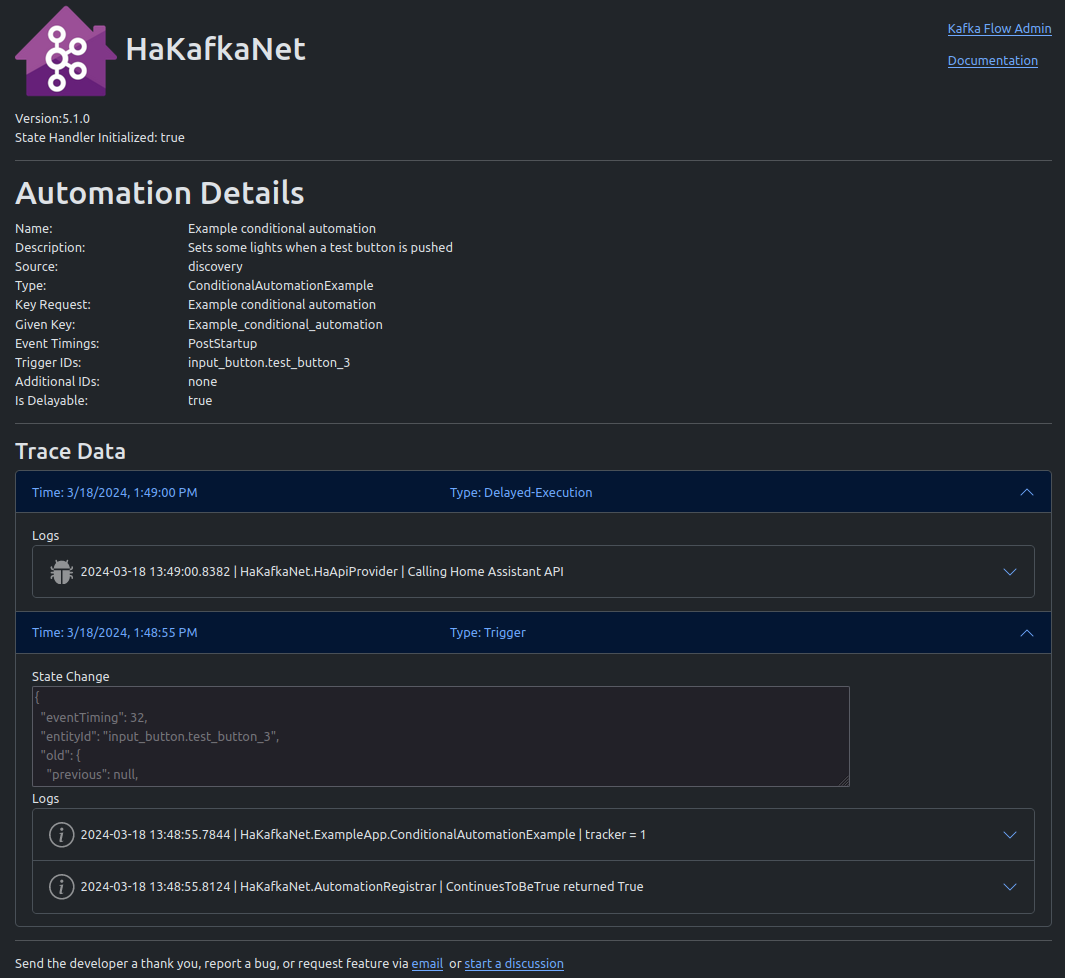 HaKafkaNet
Kafka Flow Admin
Documentation
Version:5.1.0
State Handler Initialized: true
Automation Details
Name: Example conditional automation
Description: Sets some lights when a test button is pushed
Source: discovery
Type: ConditionalAutomationExample
Key Request: Example conditional automation
Given Key: Example_conditional_automation
Event Timings: PostStartup
Trigger IDs: input_button.test_button_3
Additional IDs: none
Is Delayable: true
Trace Data
Time: 3/18/2024, 1:49:00 PM Type: Delayed-Execution
Logs
2024-03-18 13:49:00.8382 | HaKafkaNet.HaApiProvider | Calling Home Assistant API
Time: 3/18/2024, 1:48:55 PM Type: Trigger
State Change
{
"eventTiming": 32,
"entityId": "input_button.test_button_3",
"old": {
"previous": null,
Logs
2024-03-18 13:48:55.7844 | HaKafkaNet.ExampleApp.ConditionalAutomationExample | tracker = 1
2024-03-18 13:48:55.8124 | HaKafkaNet.AutomationRegistrar | ContinuesToBeTrue returned True
Send the developer a thank you, report a bug, or request feature via email or start a discussion